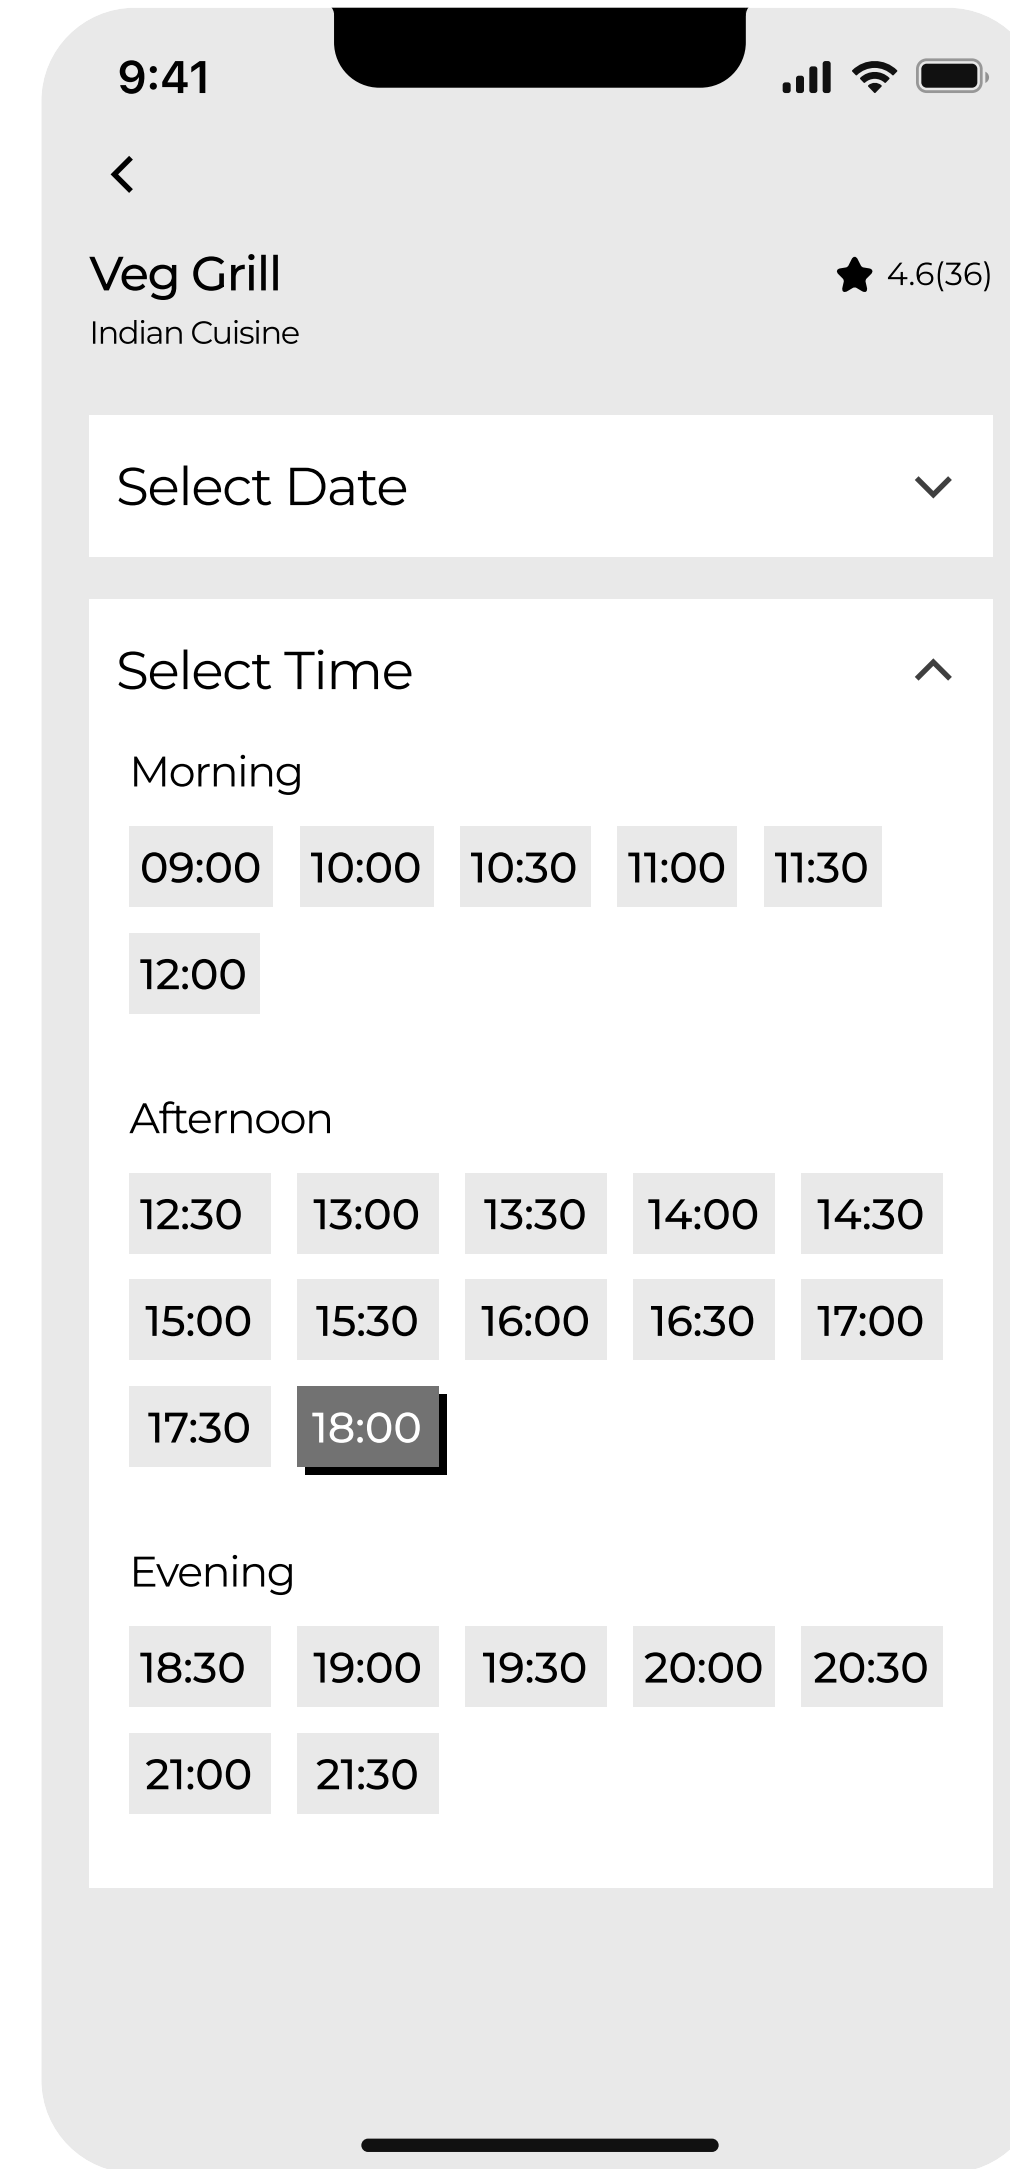 9:41
Veg Grill
4.6(36)
Indian Cuisine
Select Date
Select Time
Morning
09:00 10:00 10:30 11:00 11:30
12:00
Afternoon
12:30 13:00 13:30 14:00 14:30
15:00 15:30 16:00 16:30 17:00
17:30 18:00
Evening
18:30 19:00 19:30 20:00 20:30
21:00 21:30